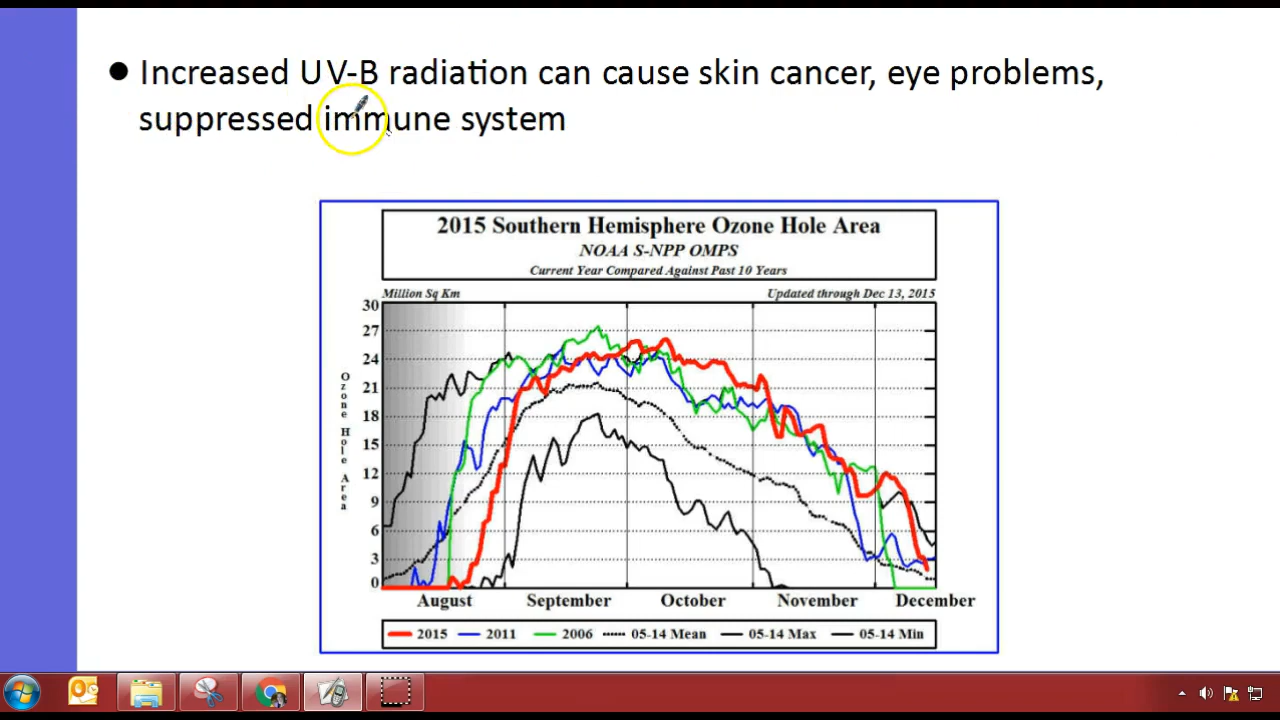 ● Increased UV-B radiation can cause skin cancer, eye problems,
suppressed immune system
2015 Southern Hemisphere Ozone Hole Area
NOAA S-NPP OMPS
Current Year Compared Against Past 10 Years
Million Sq Km Updated through Dec 13, 2015
30
27
24
21
18
15
12
9
6
3
0
Ozone Hole Area
August September October November December
2015 2011 2006 05-14 Mean 05-14 Max 05-14 Min